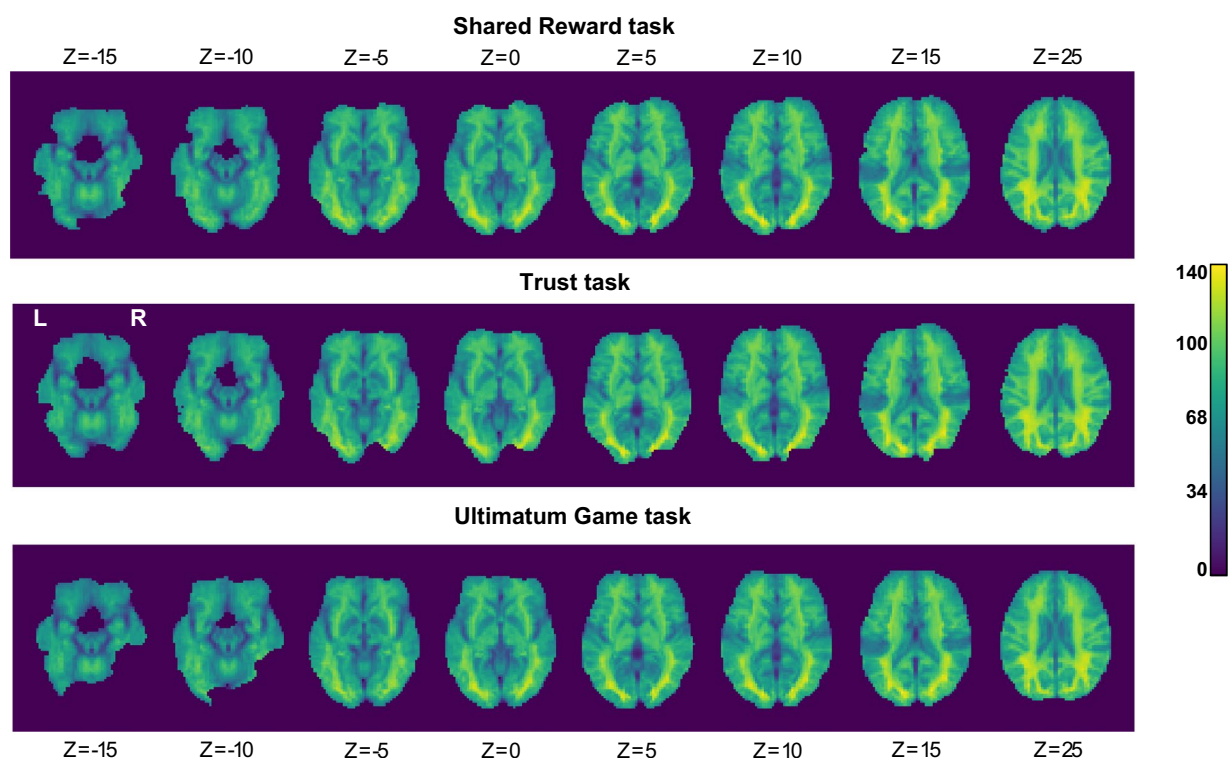 Shared Reward task
Z=-15 Z=-10 Z=-5 Z=0 Z=5 Z=10 Z=15 Z=25
Trust task
L R
140
100
68
34
0
Ultimatum Game task
Z=-15 Z=-10 Z=-5 Z=0 Z=5 Z=10 Z=15 Z=25